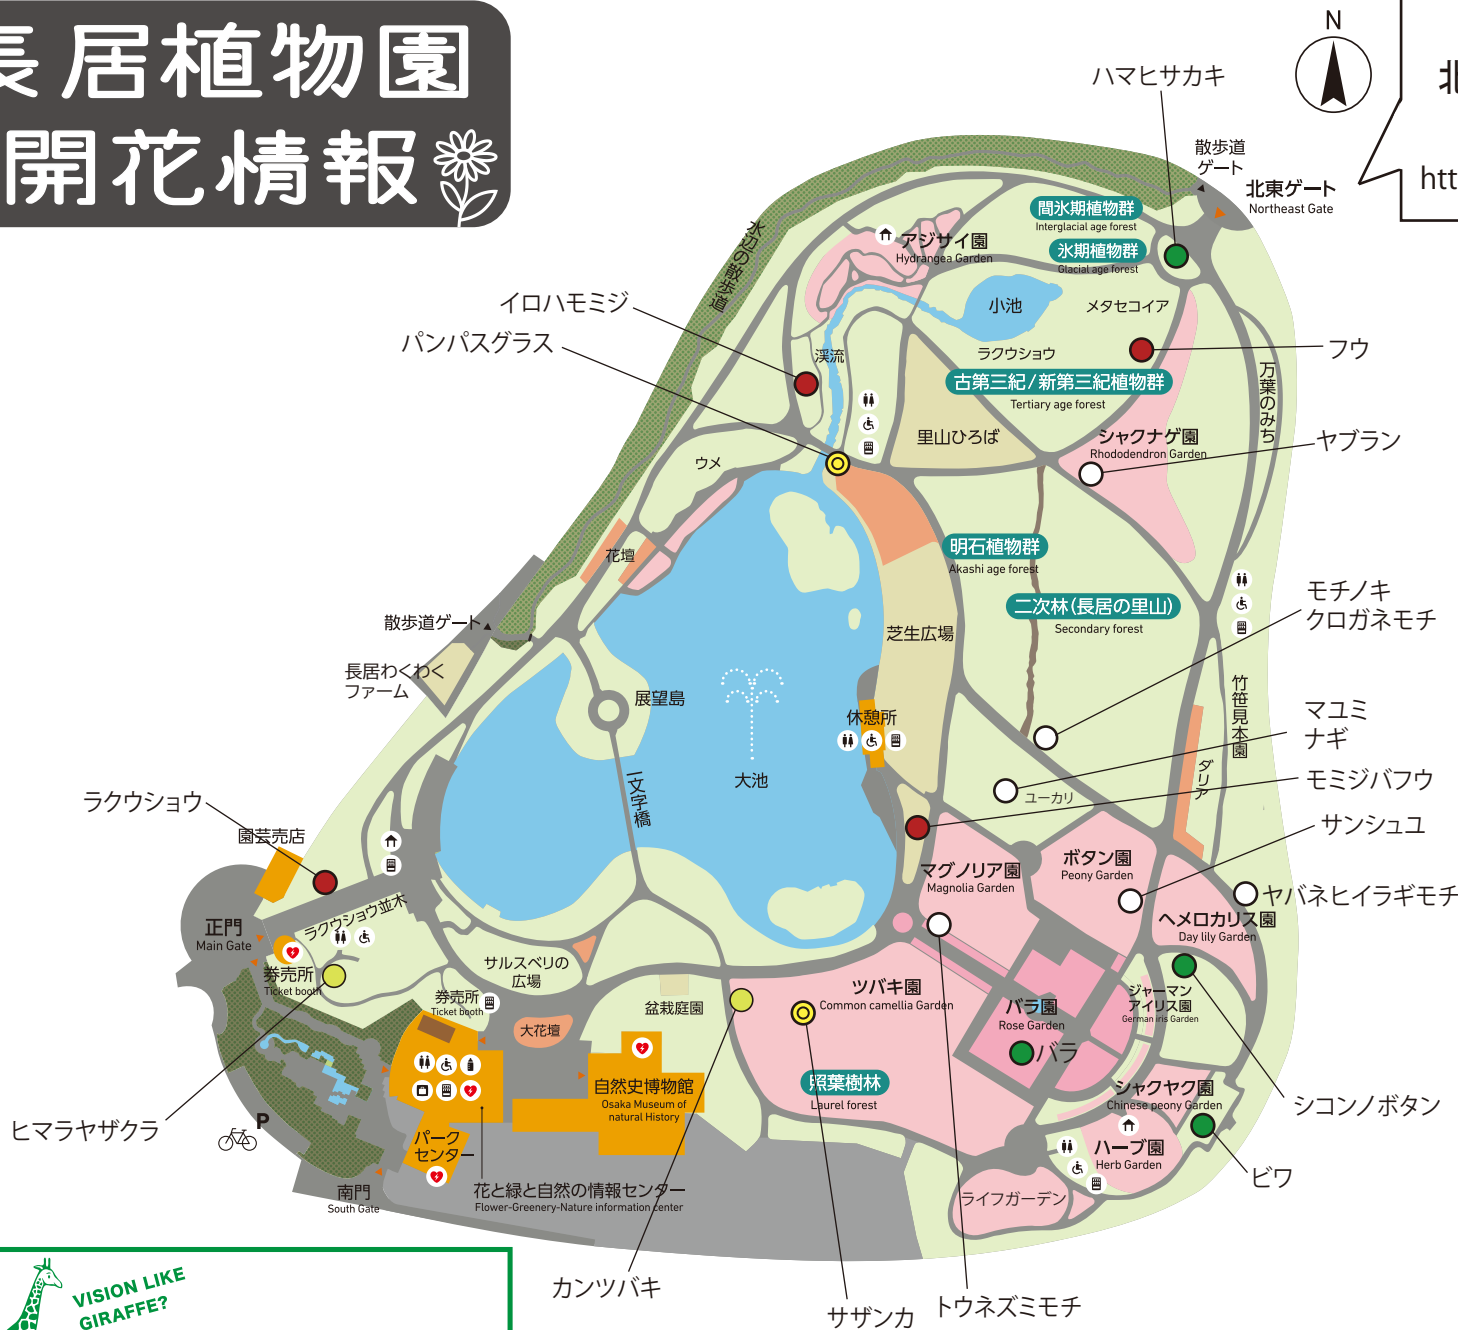 長居植物園
開花情報
N
北
htt
ハマヒサカキ
散歩道
ゲート
北東ゲート
Northeast Gate
間氷期植物群
Interglacial age forest
氷期植物群
Glacial age forest
水辺の散歩道
アジサイ園
Hydrangea Garden
イロハモミジ
パンパスグラス
小池
メタセコイア
渓流
ラクウショウ
フウ
古第三紀/新第三紀植物群
Tertiary age forest
万葉のみち
里山ひろば
シャクナゲ園
Rhododendron Garden
ヤブラン
ウメ
花壇
明石植物群
Akashi age forest
モチノキ
クロガネモチ
二次林(長居の里山)
Secondary forest
散歩道ゲート
芝生広場
長居わくわく
ファーム
展望島
休憩所
竹笹見本園
マユミ
ナギ
ダリア
大池
一文字橋
ユーカリ
モミジバフウ
ラクウショウ
園芸売店
サンシュユ
マグノリア園
Magnolia Garden
ボタン園
Peony Garden
ヤバネヒイラギモチ
ラクウショウ並木
正門
Main Gate
ヘメロカリス園
Day lily Garden
券売所
Ticket booth
サルスベリの
広場
券売所
Ticket booth
盆栽庭園
ツバキ園
Common camellia Garden
ジャーマン
アイリス園
German iris Garden
バラ園
Rose Garden
バラ
大花壇
自然史博物館
Osaka Museum of
natural History
照葉樹林
Laurel forest
シャクヤク園
Chinese peony Garden
シコンノボタン
ヒマラヤザクラ
P
パーク
センター
ハーブ園
Herb Garden
ビワ
南門
South Gate
花と緑と自然の情報センター
Flower-Greenery-Nature information center
ライフガーデン
カンツバキ
サザンカ
トウネズミモチ
VISION LIKE
GIRAFFE?